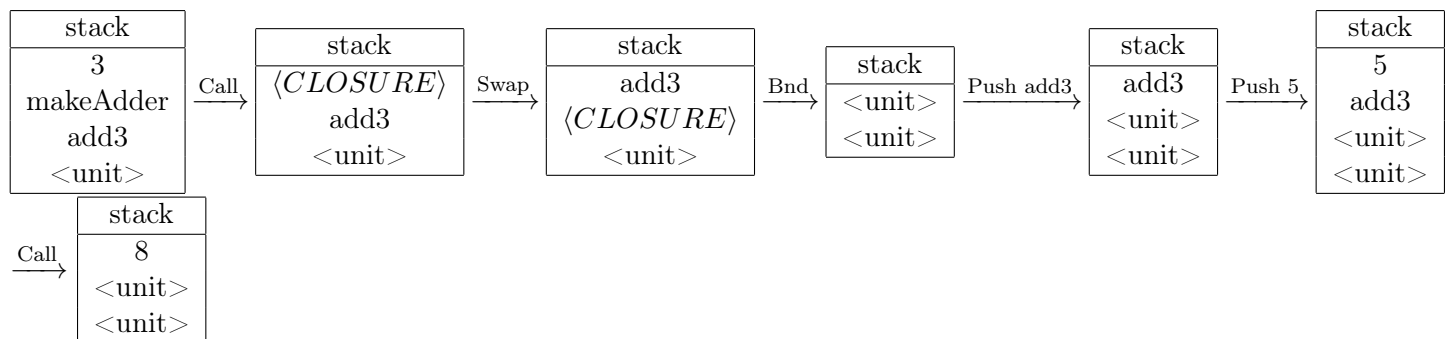 stack
3
makeAdder
add3
<unit>
Call
stack
⟨CLOSURE⟩
add3
<unit>
Swap
stack
add3
⟨CLOSURE⟩
<unit>
Bnd
stack
<unit>
<unit>
Push add3
stack
add3
<unit>
<unit>
Push 5
stack
5
add3
<unit>
<unit>
Call
stack
8
<unit>
<unit>